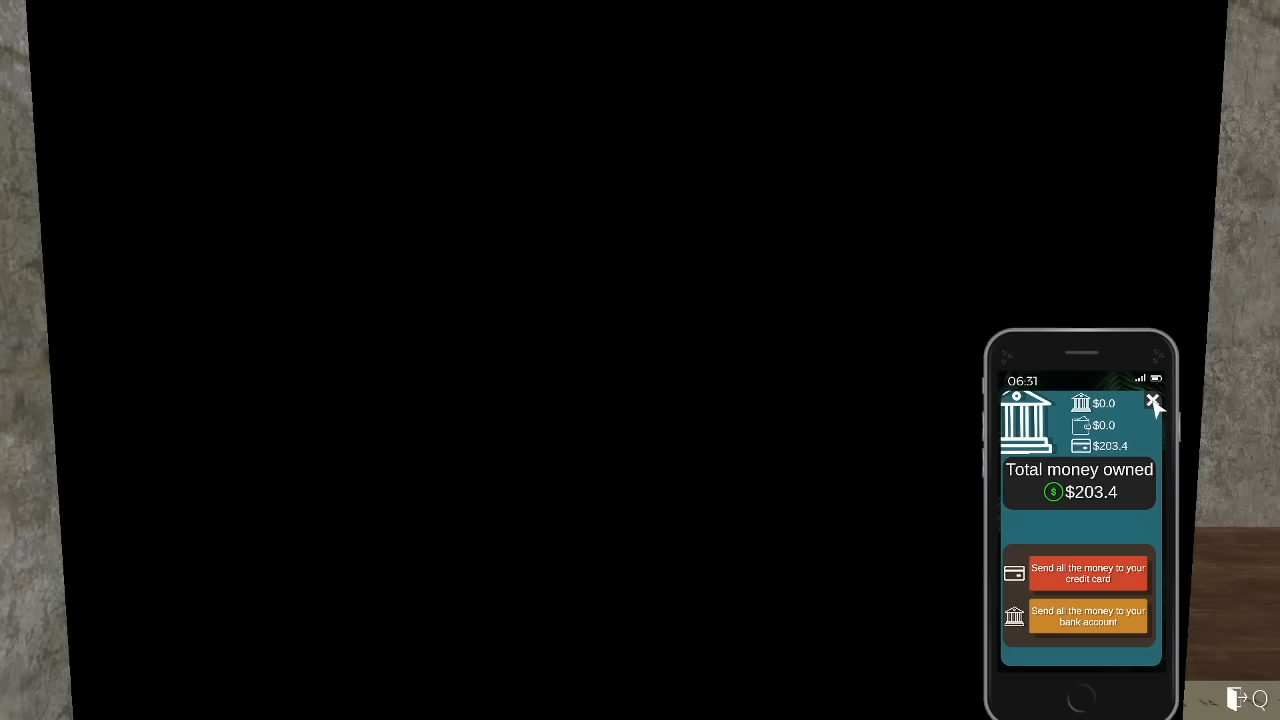 06:31
$0.0
$0.0
$203.4
Total money owned
$ $203.4
Send all the money to your
credit card
Send all the money to your
bank account
Q